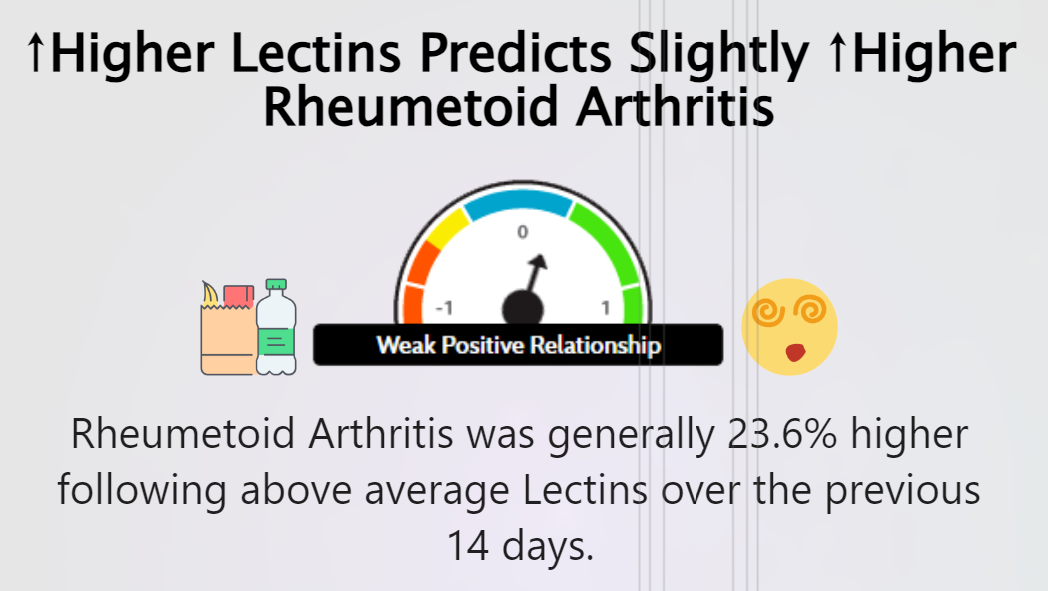 ↑Higher Lectins Predicts Slightly ↑Higher
Rheumetoid Arthritis
0
-1
1
Weak Positive Relationship
Rheumetoid Arthritis was generally 23.6% higher
following above average Lectins over the previous
14 days.